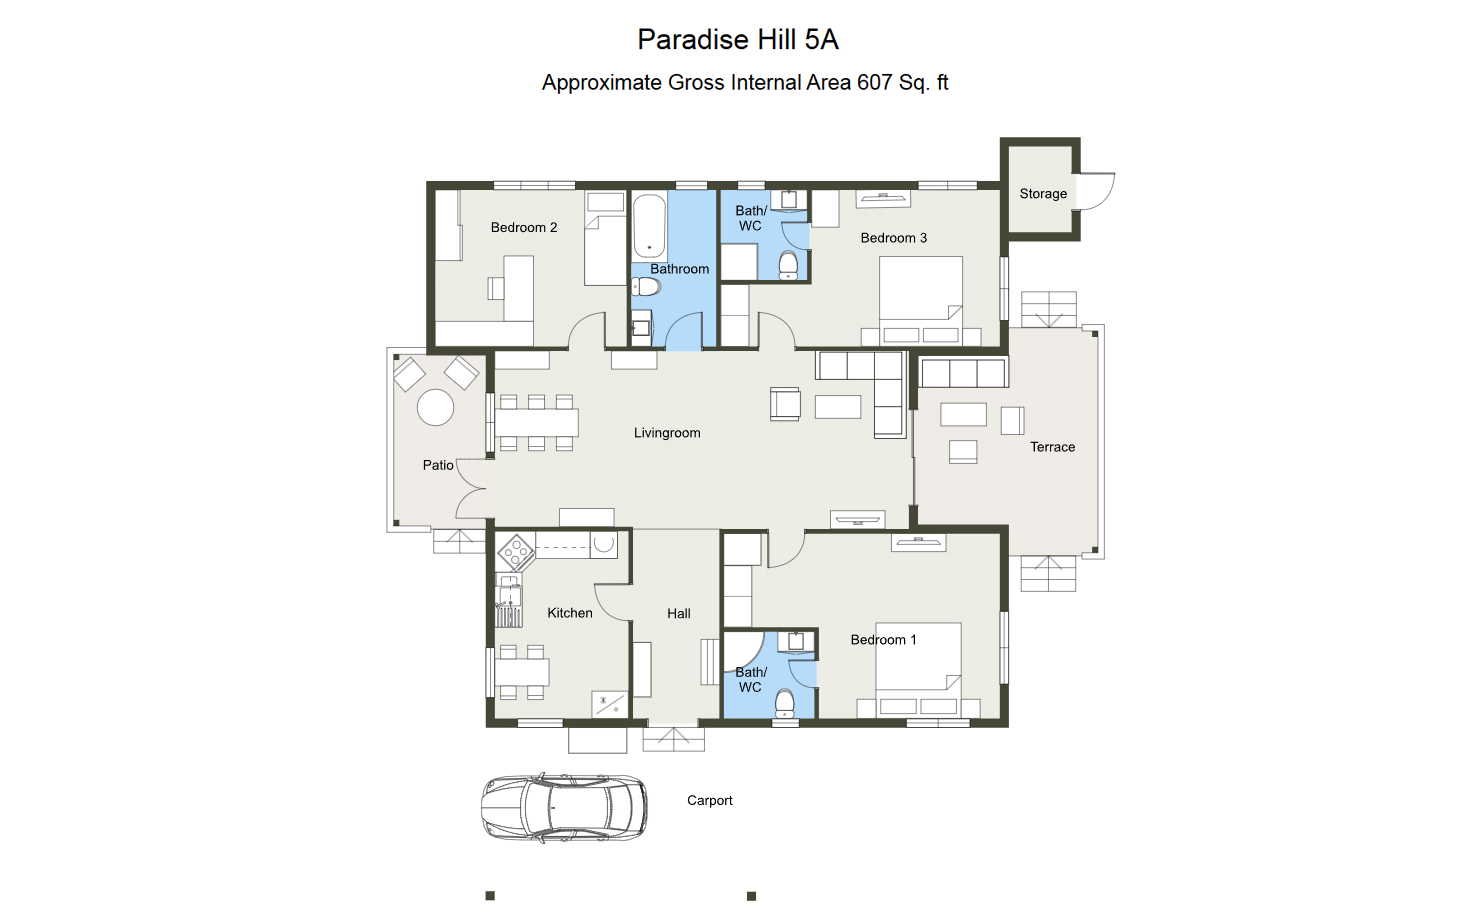 Paradise Hill 5A
Approximate Gross Internal Area 607 Sq. ft
Storage
Bedroom 2
Bath/
WC
Bedroom 3
Bathroom
Livingroom
Patio
Terrace
Kitchen
Hall
Bedroom 1
Bath/
WC
Carport